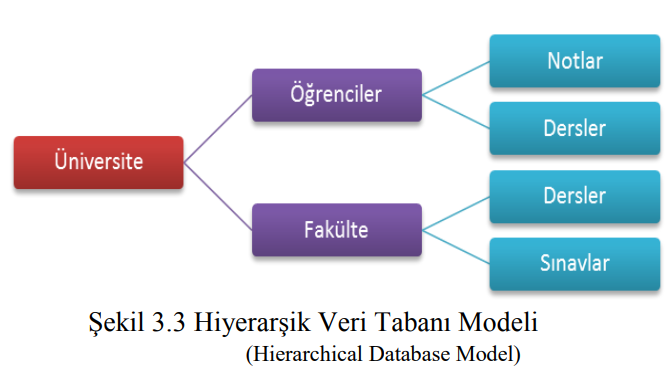 Üniversite
Öğrenciler
Notlar
Dersler
Fakülte
Dersler
Sınavlar
Şekil 3.3 Hiyerarşik Veri Tabanı Modeli
(Hierarchical Database Model)